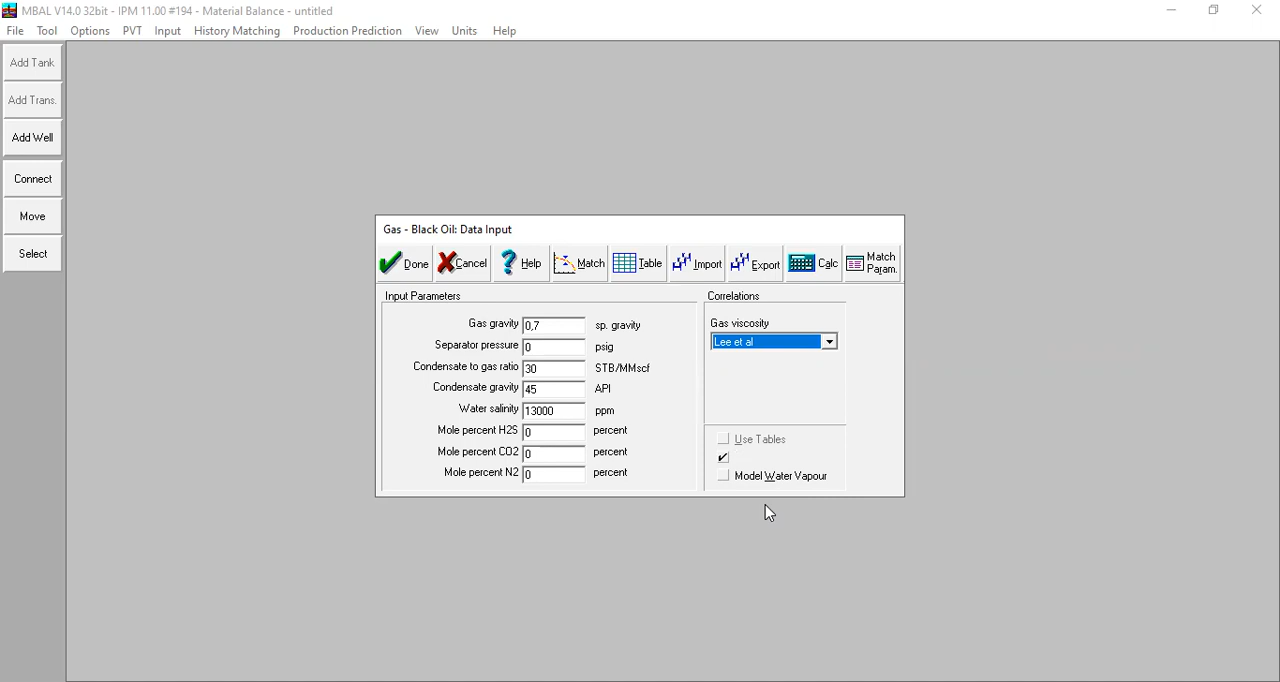 MBAL V14.0 32bit - IPM 11.00 #194 - Material Balance - untitled
File Tool Options PVT Input History Matching Production Prediction View Units Help
Add Tank
Add Trans.
Add Well
Connect
Move
Select
Gas - Black Oil: Data Input
Done Cancel Help Match Table Import Export Calc Match Param.
Input Parameters
Gas gravity 0,7 sp. gravity
Separator pressure 0 psig
Condensate to gas ratio 30 STB/MMscf
Condensate gravity 45 API
Water salinity 13000 ppm
Mole percent H2S 0 percent
Mole percent CO2 0 percent
Mole percent N2 0 percent
Correlations
Gas viscosity
Lee et al
Use Tables
Model Water Vapour